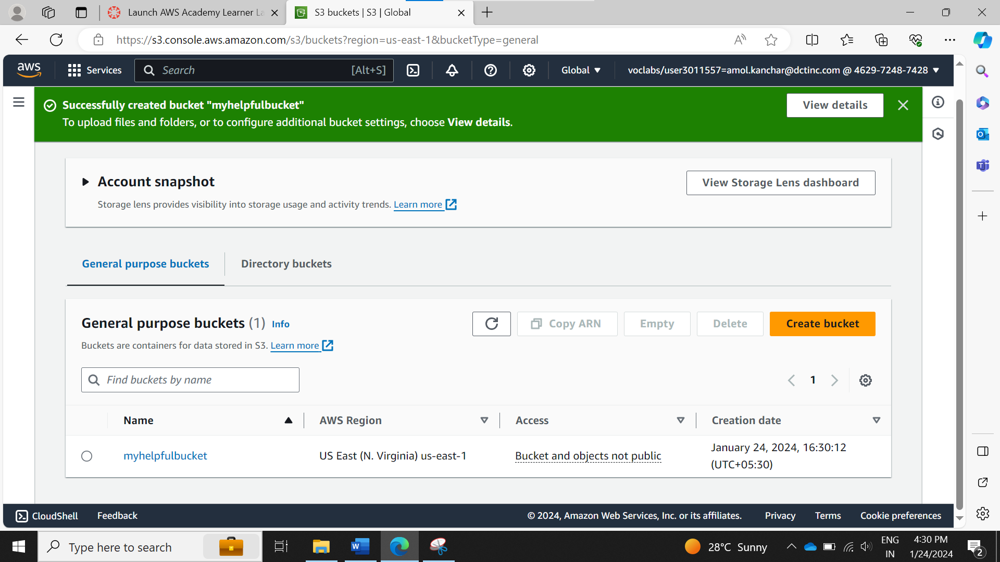 Launch AWS Academy Learner La
S3 buckets | S3 | Global
https://s3.console.aws.amazon.com/s3/buckets?region=us-east-1&bucketType=general
aws
Services
Search
[Alt+S]
Global
voclabs/user3011557=amol.kanchar@dctinc.com @ 4629-7248-7428
Successfully created bucket "myhelpfulbucket"
To upload files and folders, or to configure additional bucket settings, choose View details.
View details
Account snapshot
View Storage Lens dashboard
Storage lens provides visibility into storage usage and activity trends. Learn more
General purpose buckets
Directory buckets
General purpose buckets (1) Info
Copy ARN
Empty
Delete
Create bucket
Buckets are containers for data stored in S3. Learn more
Find buckets by name
1
Name
AWS Region
Access
Creation date
myhelpfulbucket
US East (N. Virginia) us-east-1
Bucket and objects not public
January 24, 2024, 16:30:12
(UTC+05:30)
CloudShell
Feedback
© 2024, Amazon Web Services, Inc. or its affiliates.
Privacy
Terms
Cookie preferences
Type here to search
28°C Sunny
ENG
IN
4:30 PM
1/24/2024
2